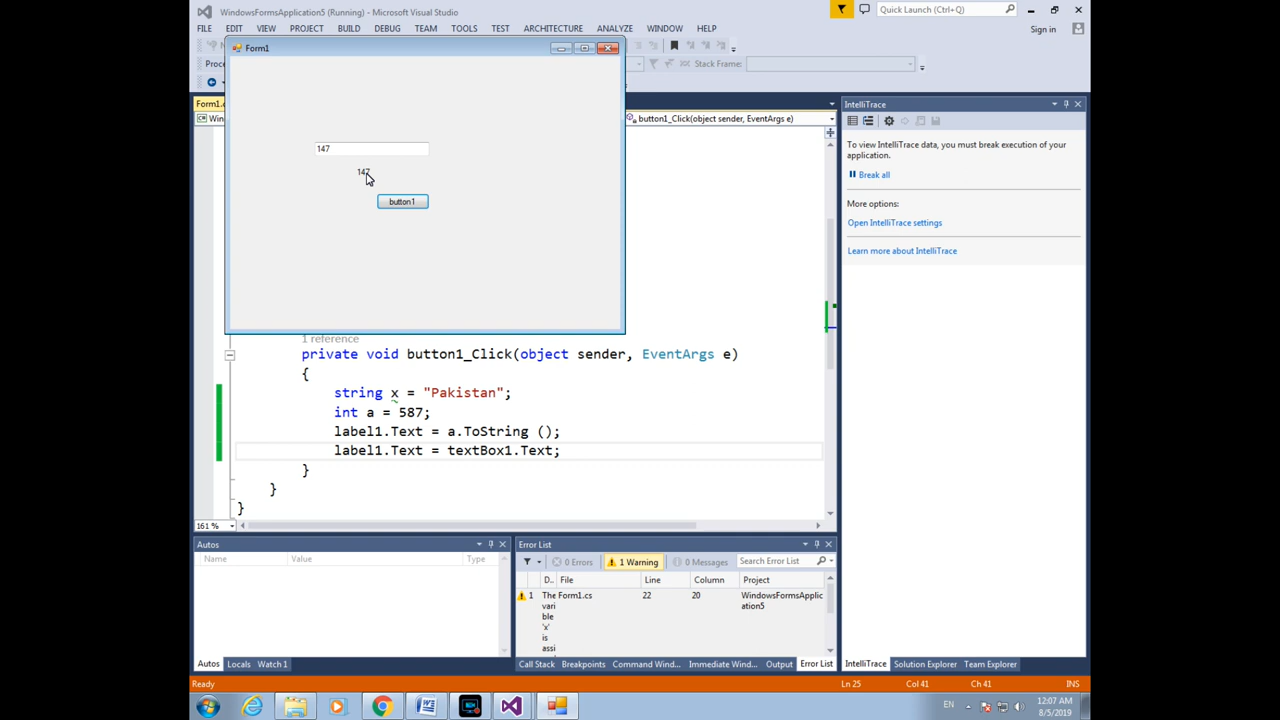 WindowsFormsApplication5 (Running) - Microsoft Visual Studio
Quick Launch (Ctrl+Q)
FILE EDIT VIEW PROJECT BUILD DEBUG TEAM TOOLS TEST ARCHITECTURE ANALYZE WINDOW HELP
Sign in
Form1
Stack Frame:
Form1.
button1_Click(object sender, EventArgs e)
147
147
button1
IntelliTrace
To view IntelliTrace data, you must break execution of your
application.
Break all
More options:
Open IntelliTrace settings
Learn more about IntelliTrace
1 reference
private void button1_Click(object sender, EventArgs e)
{
string x = "Pakistan";
int a = 587;
label1.Text = a.ToString ();
label1.Text = textBox1.Text;
}
}
}
161 %
Autos
Name Value Type
Autos Locals Watch 1
Error List
0 Errors 1 Warning 0 Messages Search Error List
D.. File Line Column Project
1 The Form1.cs 22 20 WindowsFormsApplic
vari ation5
ble
'x'
is
assi
Call Stack Breakpoints Command Wind... Immediate Wind... Output Error List
IntelliTrace Solution Explorer Team Explorer
Ready Ln 25 Col 41 Ch 41 INS
EN 12:07 AM
8/5/2019